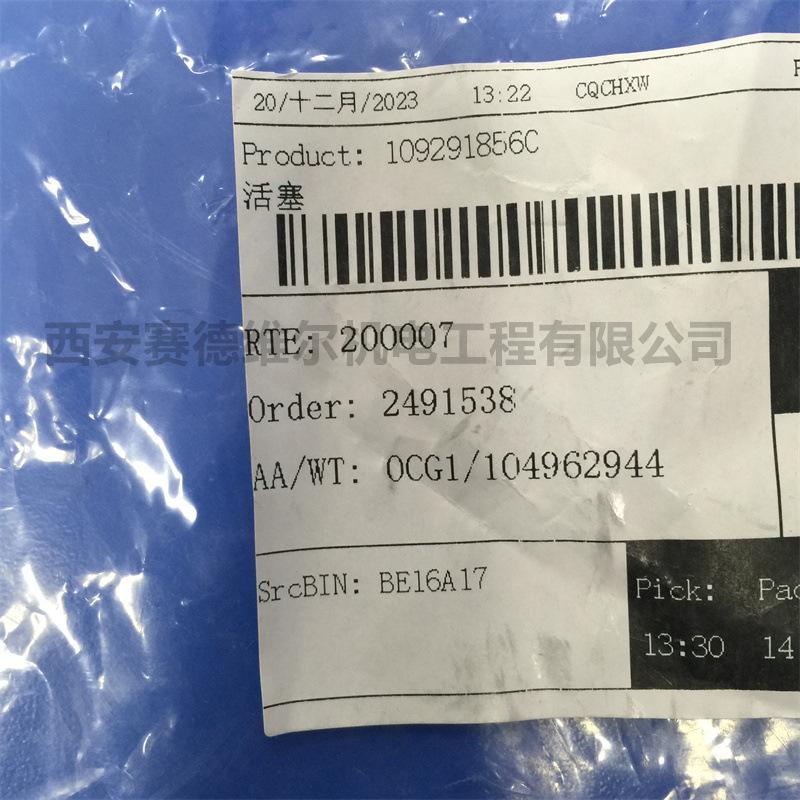 20/十二月/2023 13:22 CQCHXW
Product: 109291856C
活塞
西安赛德维尔机电工程有限公司
RTE: 200007
Order: 2491538
AA/WT: OCG1/104962944
SrcBIN: BE16A17
Pick:
13:30 14